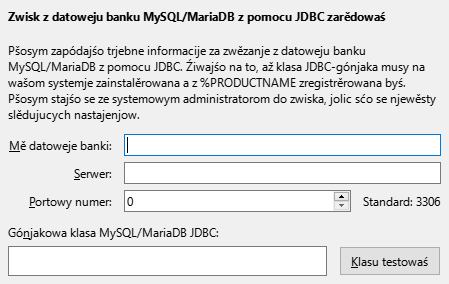 Zwisk z datoweju banku MySQL/MariaDB z pomocu JDBC zarědowaś
Pšosym zapódajśo trjebne informacije za zwězanje z datoweju banku
MySQL/MariaDB z pomocu JDBC. Źiwajśo na to, až klasa JDBC-gónjaka musy na
wašom systemje zainstalěrowana a z %PRODUCTNAME zregistrěrowana byś.
Pšosym stajśo se ze systemowym administratorom do zwiska, jolic sćo se njewěsty
slědujucych nastajenjow.
Mě datoweje banki:
Serwer:
Portowy numer: 0 Standard: 3306
Gónjakowa klasa MySQL/MariaDB JDBC:
Klasu testowaś